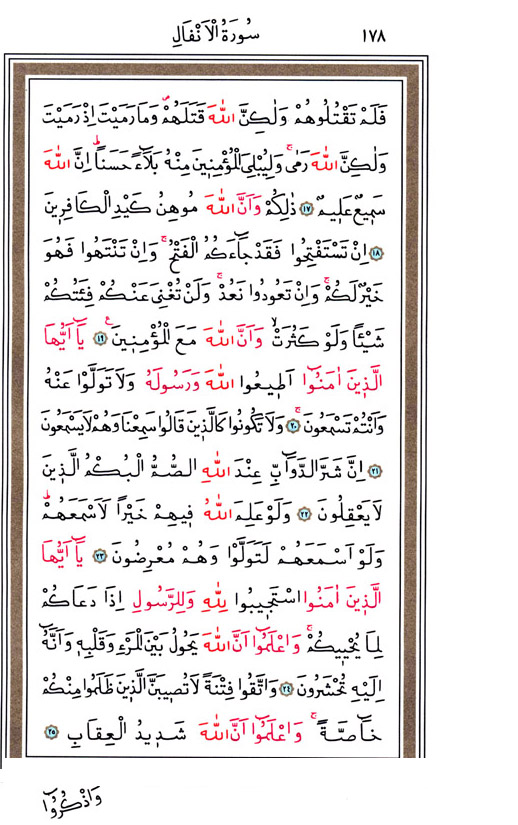 ١٧٨ سُورَةُ الْاَنْفَالِ
فَلَمْ تَقْتُلُوهُمْ وَلٰكِنَّ اللّٰهَ قَتَلَهُمْۖ وَمَا رَمَيْتَ اِذْ رَمَيْتَ
وَلٰكِنَّ اللّٰهَ رَمٰىۚ وَلِيُبْلِيَ الْمُؤْمِنِينَ مِنْهُ بَلَٓاءً حَسَنًاۜ اِنَّ اللّٰهَ
سَمِيعٌ عَلِيمٌ ﴿١٧﴾ ذٰلِكُمْ وَاَنَّ اللّٰهَ مُوهِنُ كَيْدِ الْكَافِرِينَ
﴿١٨﴾ اِنْ تَسْتَفْتِحُوا فَقَدْ جَٓاءَكُمُ الْفَتْحُۚ وَاِنْ تَنْتَهُوا فَهُوَ
خَيْرٌ لَكُمْۚ وَاِنْ تَعُودُوا نَعُدْۚ وَلَنْ تُغْنِيَ عَنْكُمْ فِئَتُكُمْ
شَيْـًٔا وَلَوْ كَثُرَتْۙ وَاَنَّ اللّٰهَ مَعَ الْمُؤْمِنِينَ۟ ﴿١٩﴾ يَٓا اَيُّهَا
الَّذِينَ اٰمَنُٓوا اَطِيعُوا اللّٰهَ وَرَسُولَهُ وَلَا تَوَلَّوْا عَنْهُ
وَاَنْتُمْ تَسْمَعُونَۚ ﴿٢٠﴾ وَلَا تَكُونُوا كَالَّذِينَ قَالُوا سَمِعْنَا وَهُمْ لَا يَسْمَعُونَ
﴿٢١﴾ اِنَّ شَرَّ الدَّوَٓابِّ عِنْدَ اللّٰهِ الصُّمُّ الْبُكْمُ الَّذِينَ
لَا يَعْقِلُونَ ﴿٢٢﴾ وَلَوْ عَلِمَ اللّٰهُ فِيهِمْ خَيْرًا لَاَسْمَعَهُمْۜ
وَلَوْ اَسْمَعَهُمْ لَتَوَلَّوْا وَهُمْ مُعْرِضُونَ ﴿٢٣﴾ يَٓا اَيُّهَا
الَّذِينَ اٰمَنُوا اسْتَجِيبُوا لِلّٰهِ وَلِلرَّسُولِ اِذَا دَعَاكُمْ
لِمَا يُحْيِيكُمْۚ وَاعْلَمُٓوا اَنَّ اللّٰهَ يَحُولُ بَيْنَ الْمَرْءِ وَقَلْبِهِ وَاَنَّهُٓ
اِلَيْهِ تُحْشَرُونَ ﴿٢٤﴾ وَاتَّقُوا فِتْنَةً لَا تُصِيبَنَّ الَّذِينَ ظَلَمُوا مِنْكُمْ
خَٓاصَّةًۚ وَاعْلَمُٓوا اَنَّ اللّٰهَ شَدِيدُ الْعِقَابِ ﴿٢٥﴾
وَاذْكُرُٓوا